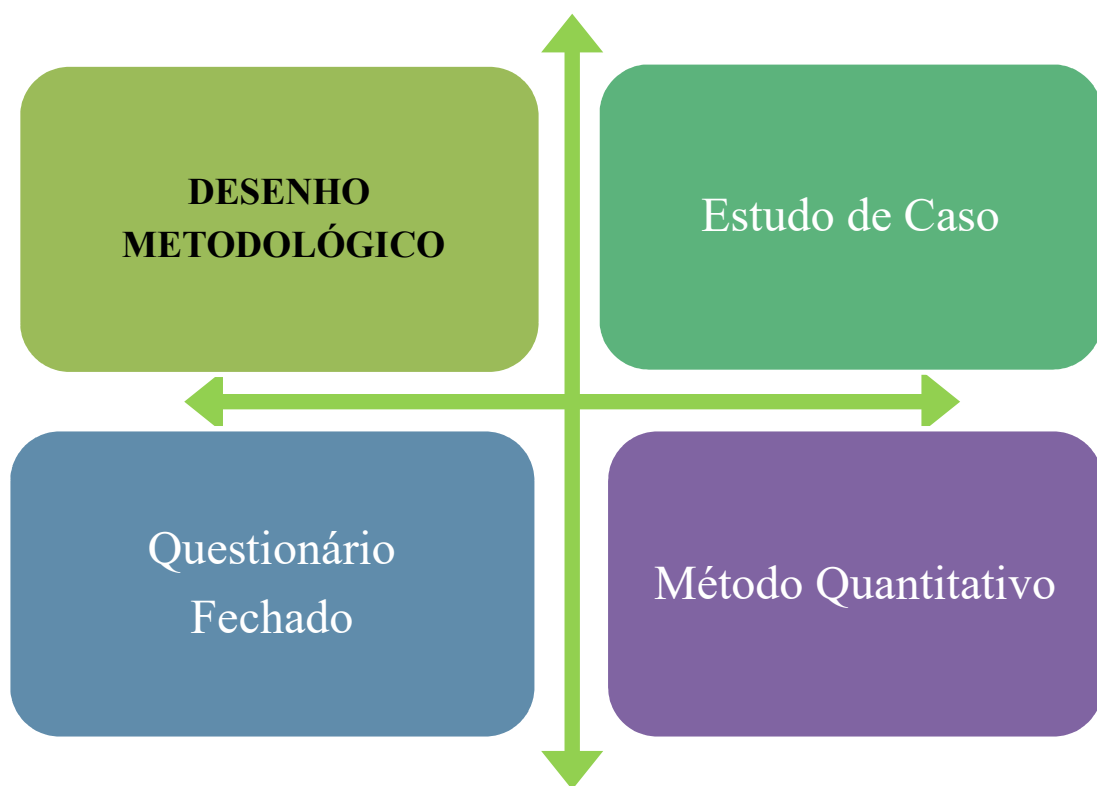 DESENHO
METODOLÓGICO
Estudo de Caso
Questionário
Fechado
Método Quantitativo